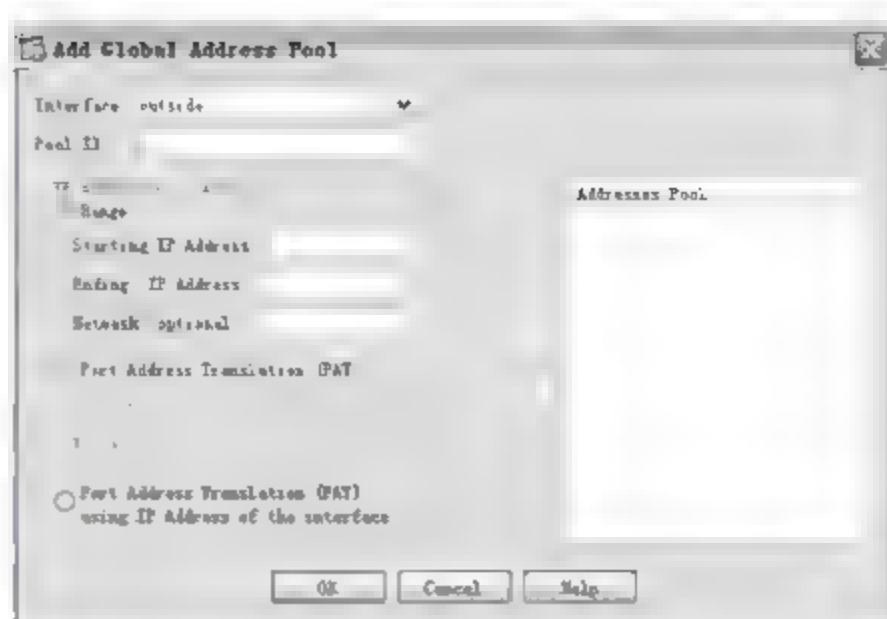 Add Global Address Pool
Interface outside
Pool ID
Range
Starting IP Address
Ending IP Address
Netmask optional
Port Address Translation (PAT
Port Address Translation (PAT)
using IP Address of the interface
Addresses Pool
OK
Cancel
Help